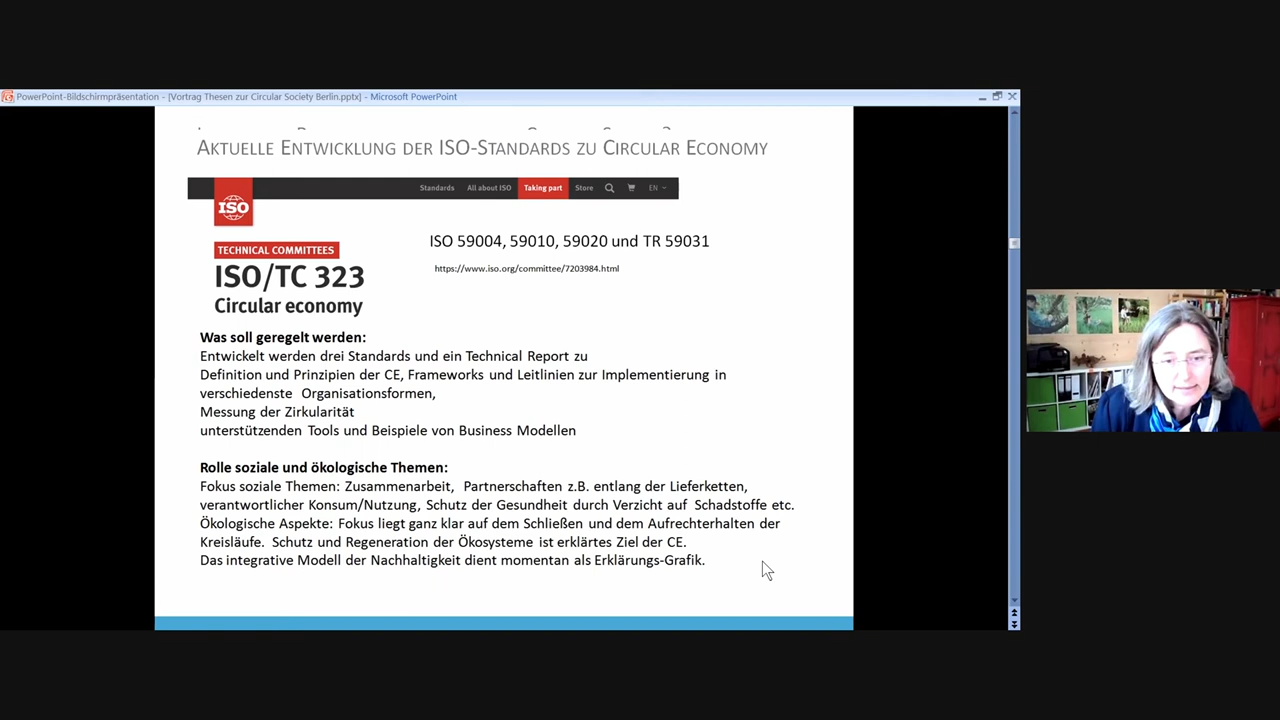 PowerPoint-Bildschirmpräsentation - [Vortrag Thesen zur Circular Society Berlin.pptx] - Microsoft PowerPoint
AKTUELLE ENTWICKLUNG DER ISO-STANDARDS ZU CIRCULAR ECONOMY
Standards All about ISO Taking part Store EN
ISO
ISO 59004, 59010, 59020 und TR 59031
TECHNICAL COMMITTEES
https://www.iso.org/committee/7203984.html
ISO/TC 323
Circular economy
Was soll geregelt werden:
Entwickelt werden drei Standards und ein Technical Report zu
Definition und Prinzipien der CE, Frameworks und Leitlinien zur Implementierung in
verschiedenste Organisationsformen,
Messung der Zirkularität
unterstützenden Tools und Beispiele von Business Modellen
Rolle soziale und ökologische Themen:
Fokus soziale Themen: Zusammenarbeit, Partnerschaften z.B. entlang der Lieferketten,
verantwortlicher Konsum/Nutzung, Schutz der Gesundheit durch Verzicht auf Schadstoffe etc.
Ökologische Aspekte: Fokus liegt ganz klar auf dem Schließen und dem Aufrechterhalten der
Kreisläufe. Schutz und Regeneration der Ökosysteme ist erklärtes Ziel der CE.
Das integrative Modell der Nachhaltigkeit dient momentan als Erklärungs-Grafik.